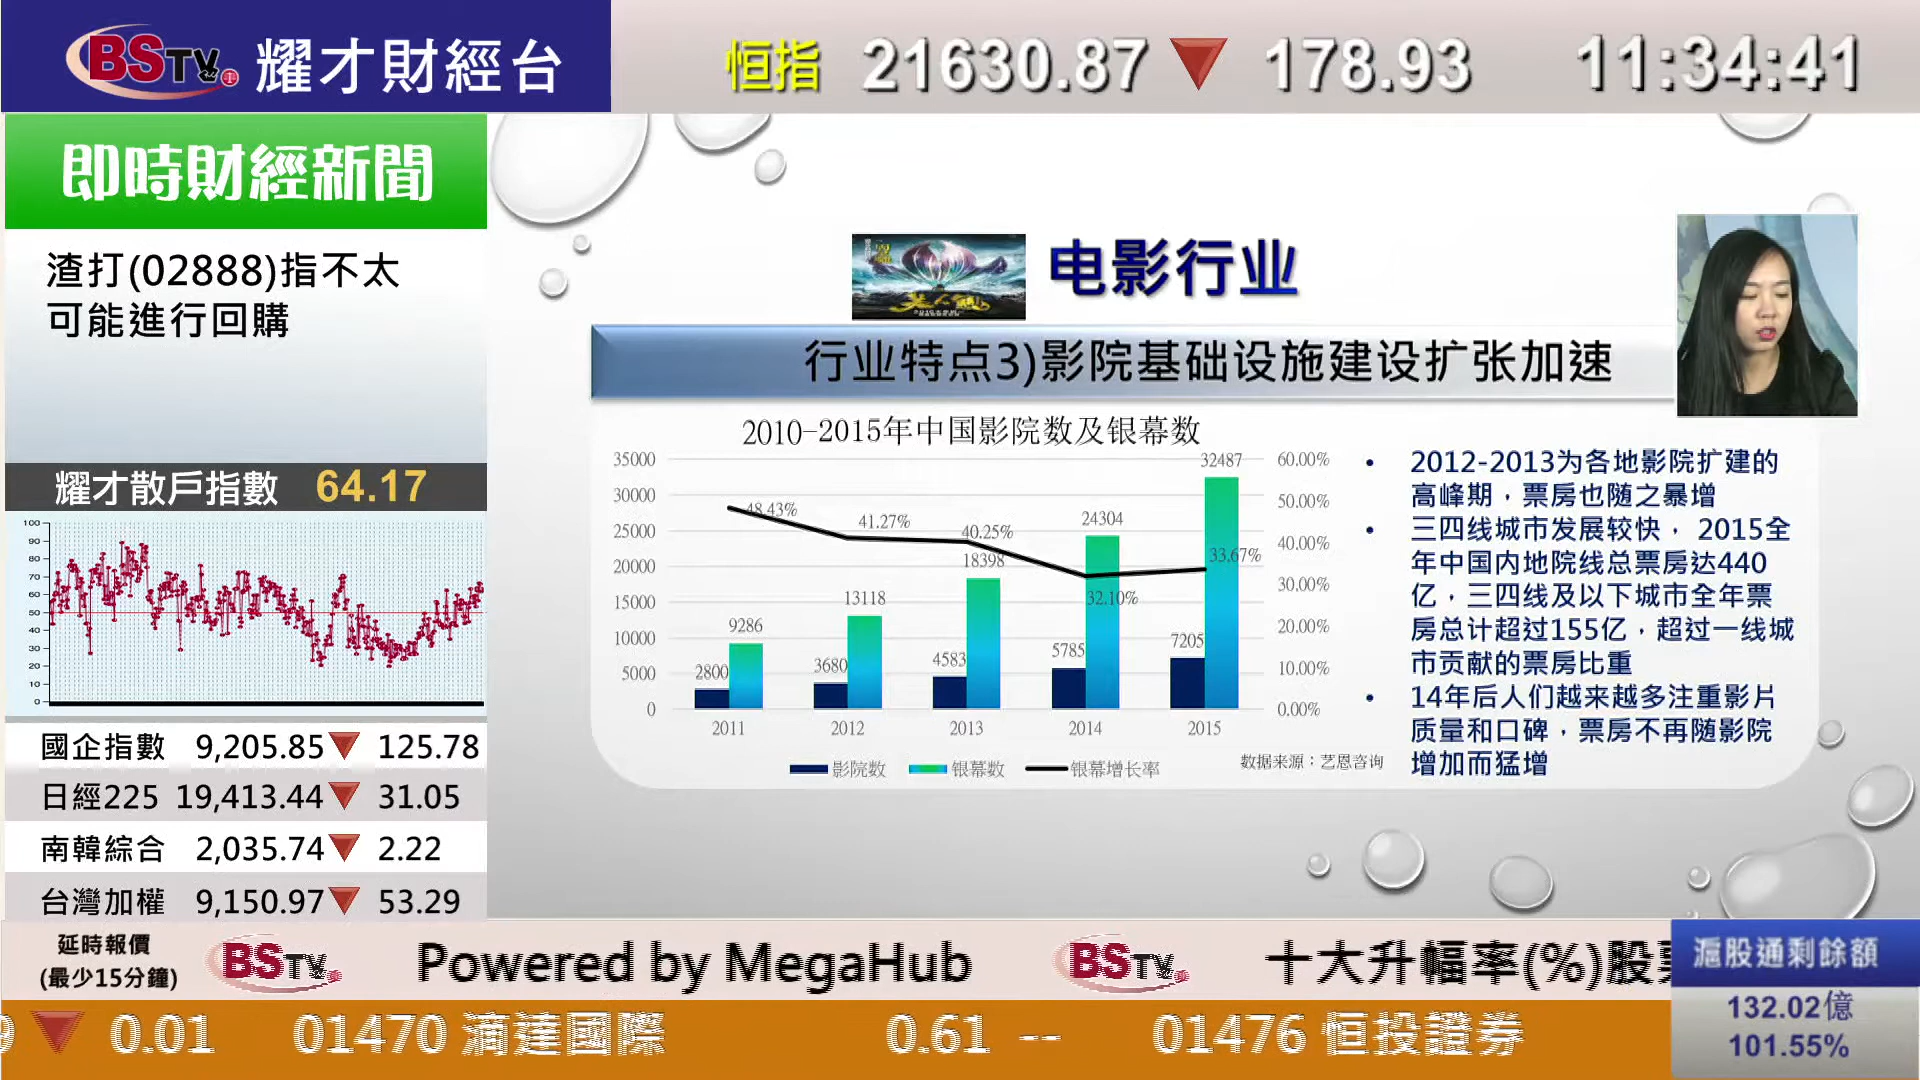 BSTV 耀才財經台
恒指 21630.87 178.93 11:34:41
即時財經新聞
渣打(02888)指不太
可能進行回購
耀才散戶指數 64.17
100
90
80
70
60
50
40
30
20
10
0
國企指數 9,205.85 125.78
日經225 19,413.44 31.05
南韓綜合 2,035.74 2.22
台灣加權 9,150.97 53.29
电影行业
行业特点3)影院基础设施建设扩张加速
2010-2015年中国影院数及银幕数
35000
30000
25000
20000
15000
10000
5000
0
60.00%
50.00%
40.00%
30.00%
20.00%
10.00%
0.00%
48.43%
41.27%
40.25%
32.10%
33.67%
2800
9286
3680
13118
4583
18398
5785
24304
7205
32487
2011 2012 2013 2014 2015
影院数 银幕数 银幕增长率
数据来源：艺恩咨询
• 2012-2013为各地影院扩建的
高峰期，票房也随之暴增
• 三四线城市发展较快， 2015全
年中国内地院线总票房达440
亿，三四线及以下城市全年票
房总计超过155亿，超过一线城
市贡献的票房比重
• 14年后人们越来越多注重影片
质量和口碑，票房不再随影院
增加而猛增
延時報價
(最少15分鐘)
BSTV Powered by MegaHub BSTV 十大升幅率(%)股
滬股通剩餘額
132.02億
101.55%
9 0.01 01470 滴達國際 0.61 -- 01476 恒投證券